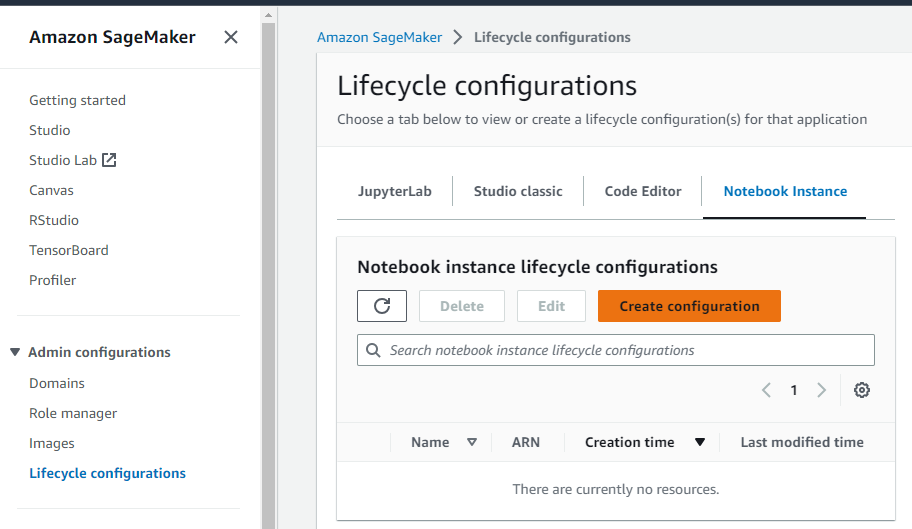 Amazon SageMaker
Getting started
Studio
Studio Lab
Canvas
RStudio
TensorBoard
Profiler
Admin configurations
Domains
Role manager
Images
Lifecycle configurations
Amazon SageMaker > Lifecycle configurations
Lifecycle configurations
Choose a tab below to view or create a lifecycle configuration(s) for that application
JupyterLab Studio classic Code Editor Notebook Instance
Notebook instance lifecycle configurations
Delete Edit Create configuration
Search notebook instance lifecycle configurations
1
Name ARN Creation time Last modified time
There are currently no resources.